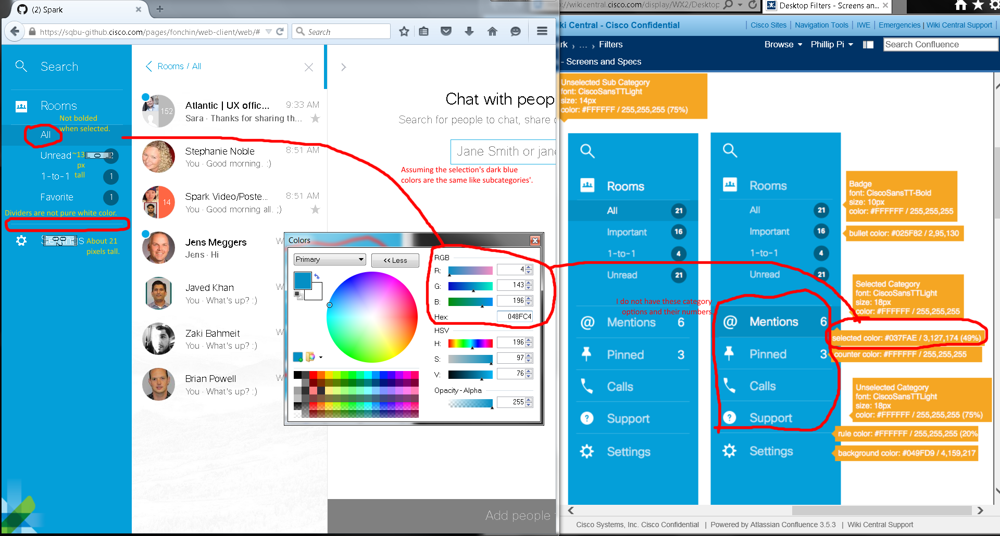 (2) Spark
https://sqbu-github.cisco.com/pages/fonchin/web-client/web/#
Search
Search
Rooms
Not bolded
when selected.
All
Unread
~13
px
tall
2
1-to-1
1
Favorite
1
Dividers are not pure white color.
About 21
pixels tall.
Rooms / All
152
Atlantic | UX offic...
9:33 AM
Sara · Thanks for sharing th...
Stephanie Noble
8:51 AM
You · Good morning. :)
14
Spark Video/Poste...
8:51 AM
You · Good morning all. ;)
Jens Meggers
W
Jens · Hi
Javed Khan
W
You · What's up? :)
Zaki Bahmeit
W
You · What's up? :)
Brian Powell
W
You · What's up? :)
Chat with peop
Search for people to chat, share
Jane Smith or jane
Assuming the selection's dark blue
colors are the same like subcategories'.
Add people
Colors
Primary
<< Less
RGB
R:
4
G:
143
B:
196
Hex:
048FC4
HSV
H:
196
S:
97
V:
76
Opacity - Alpha
255
://wikicentral.cisco.com/display/WX2/Desktop
Desktop Filters - Screens an...
ki Central - Cisco Confidential
Cisco Sites
Navigation Tools
IWE
Emergencies
Wiki Central Support
rk › ... › Filters
Browse
Phillip Pi
Search Confluence
- Screens and Specs
Unselected Sub Category
font: CiscoSansTTLight
size: 14px
color: #FFFFFF / 255,255,255 (75%)
Rooms
All
21
Important
16
1-to-1
4
Unread
21
@ Mentions
6
Pinned
3
Calls
Support
Settings
Rooms
All
21
Important
16
1-to-1
4
Unread
21
I do not have these category
options and their numbers.
@ Mentions
6
Pinned
3
Calls
Support
Settings
Badge
font: CiscoSansTT-Bold
size: 10px
color: #FFFFFF / 255,255,255
bullet color: #025F82 / 2,95,130
Selected Category
font: CiscoSansTTLight
size: 18px
color: #FFFFFF / 255,255,255
selected color: #037FAE / 3,127,174 (49%)
counter color: #FFFFFF / 255,255,255
Unselected Category
font: CiscoSansTTLight
size: 18px
color: #FFFFFF / 255,255,255 (75%)
rule color: #FFFFFF / 255,255,255 (20%
background color: #049FD9 / 4,159,217
Cisco Systems, Inc. Cisco Confidential | Powered by Atlassian Confluence 3.5.3 | Wiki Central Support